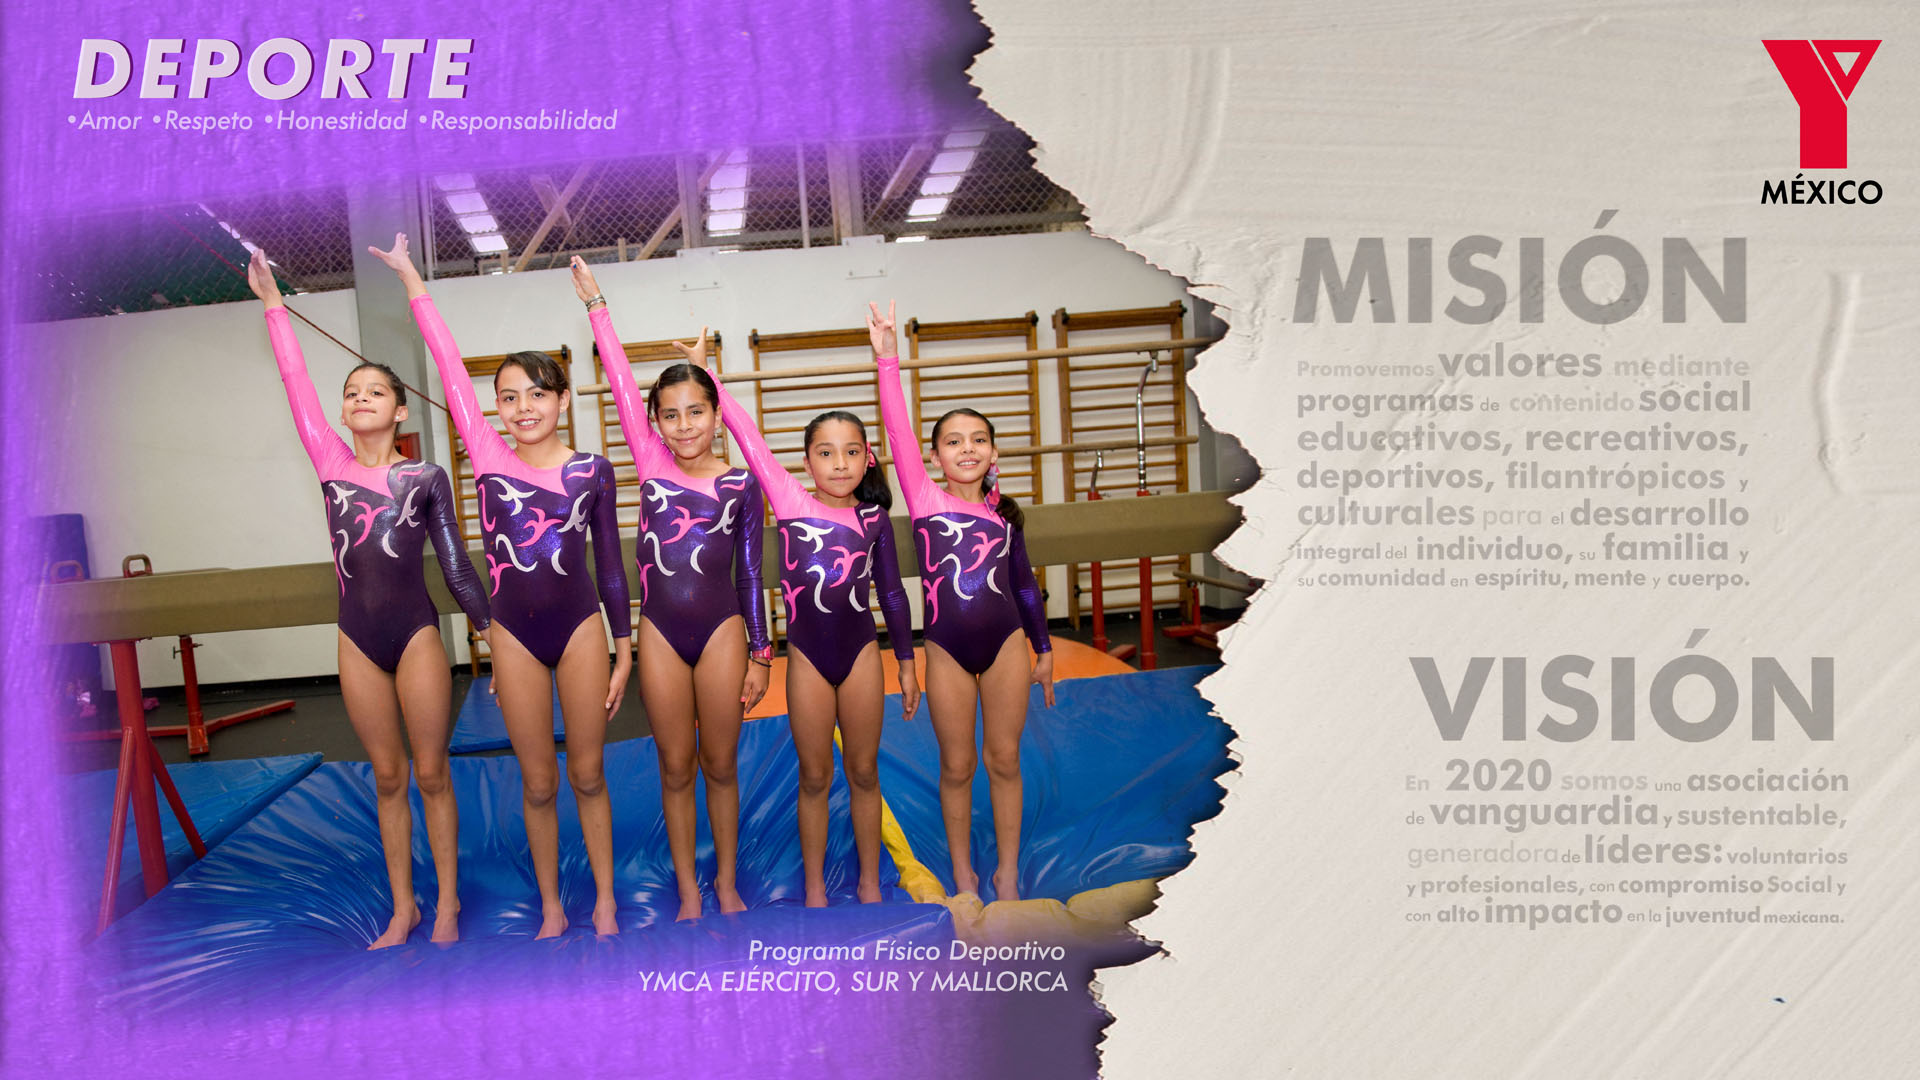 DEPORTE
•Amor •Respeto •Honestidad •Responsabilidad
Programa Físico Deportivo
YMCA EJÉRCITO, SUR Y MALLORCA
MÉXICO
MISIÓN
Promovemos valores mediante
programas de contenido social
educativos, recreativos,
deportivos, filantrópicos y
culturales para el desarrollo
integral del individuo, su familia y
su comunidad en espíritu, mente y cuerpo.
VISIÓN
En 2020 somos una asociación
de vanguardia y sustentable,
generadora de líderes: voluntarios
y profesionales, con compromiso Social y
con alto impacto en la juventud mexicana.